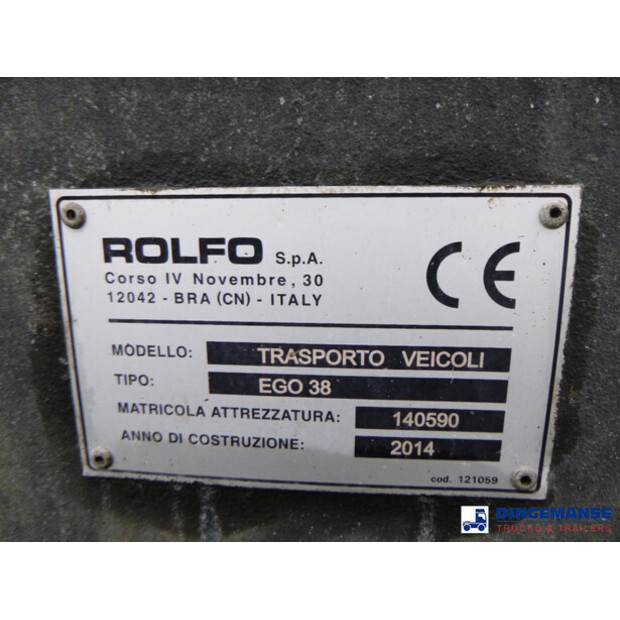 ROLFO S.p.A.
Corso IV Novembre, 30
12042 - BRA (CN) - ITALY
CE
MODELLO: TRASPORTO VEICOLI
TIPO: EGO 38
MATRICOLA ATTREZZATURA: 140590
ANNO DI COSTRUZIONE: 2014
cod. 121059
DINGEMANSE
TRUCKS & TRAILERS